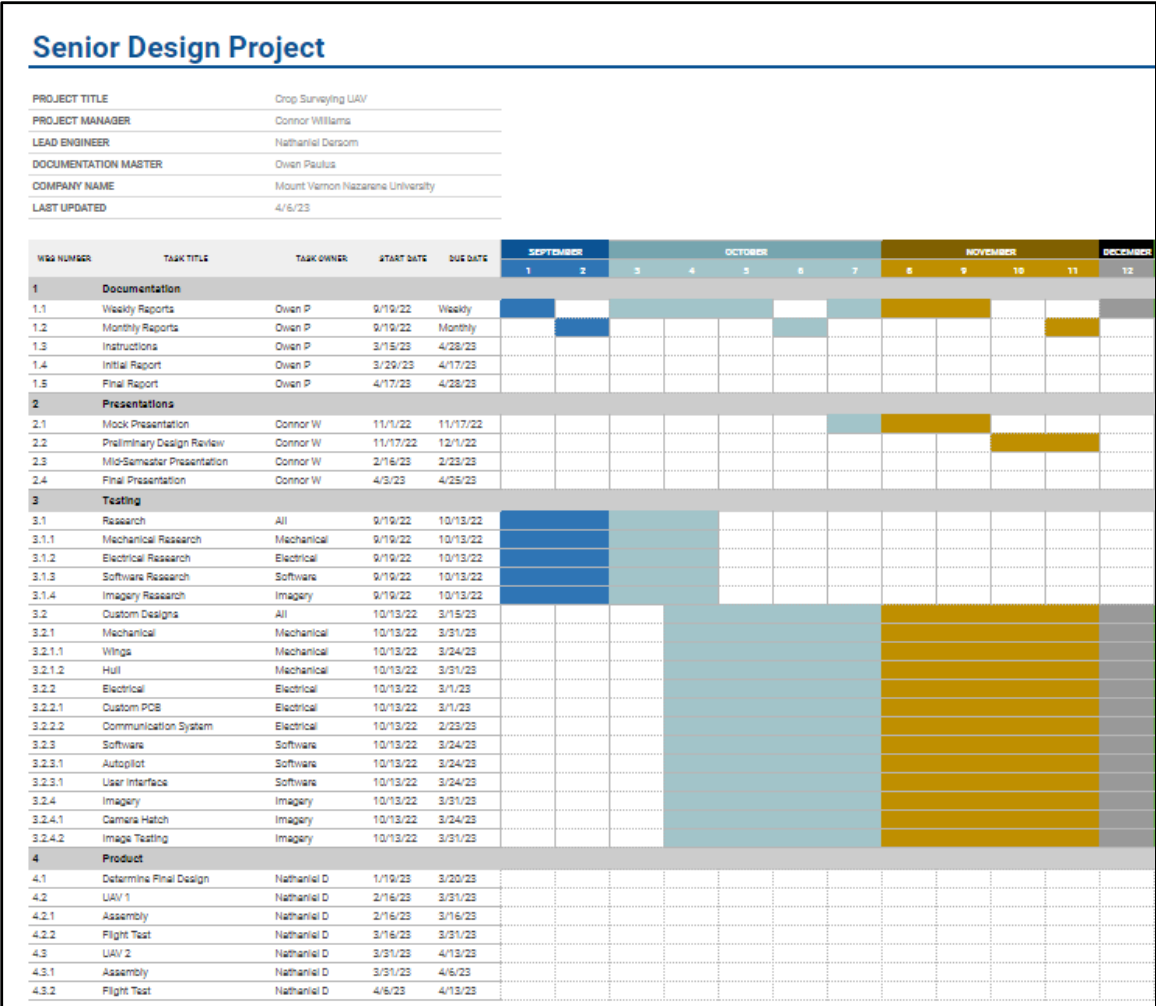 Senior Design Project
PROJECT TITLE Crop Surveying UAV
PROJECT MANAGER Connor Williams
LEAD ENGINEER Nathaniel Dersom
DOCUMENTATION MASTER Owen Paulus
COMPANY NAME Mount Vernon Nazarene University
LAST UPDATED 4/6/23
SEPTEMBER OCTOBER NOVEMBER DECEMBER
WBS NUMBER TASK TITLE TASK OWNER START DATE DUE DATE
1 2 3 4 5 6 7 8 9 10 11 12
1 Documentation
1.1 Weekly Reports Owen P 9/19/22 Weekly
1.2 Monthly Reports Owen P 9/19/22 Monthly
1.3 Instructions Owen P 3/15/23 4/28/23
1.4 Initial Report Owen P 3/29/23 4/17/23
1.5 Final Report Owen P 4/17/23 4/28/23
2 Presentations
2.1 Mock Presentation Connor W 11/1/22 11/17/22
2.2 Preliminary Design Review Connor W 11/17/22 12/1/22
2.3 Mid-Semester Presentation Connor W 2/16/23 2/23/23
2.4 Final Presentation Connor W 4/3/23 4/25/23
3 Testing
3.1 Research All 9/19/22 10/13/22
3.1.1 Mechanical Research Mechanical 9/19/22 10/13/22
3.1.2 Electrical Research Electrical 9/19/22 10/13/22
3.1.3 Software Research Software 9/19/22 10/13/22
3.1.4 Imagery Research Imagery 9/19/22 10/13/22
3.2 Custom Designs All 10/13/22 3/15/23
3.2.1 Mechanical Mechanical 10/13/22 3/31/23
3.2.1.1 Wings Mechanical 10/13/22 3/24/23
3.2.1.2 Hull Mechanical 10/13/22 3/31/23
3.2.2 Electrical Electrical 10/13/22 3/1/23
3.2.2.1 Custom PCB Electrical 10/13/22 3/1/23
3.2.2.2 Communication System Electrical 10/13/22 2/23/23
3.2.3 Software Software 10/13/22 3/24/23
3.2.3.1 Autopilot Software 10/13/22 3/24/23
3.2.3.1 User Interface Software 10/13/22 3/24/23
3.2.4 Imagery Imagery 10/13/22 3/31/23
3.2.4.1 Camera Hatch Imagery 10/13/22 3/24/23
3.2.4.2 Image Testing Imagery 10/13/22 3/31/23
4 Product
4.1 Determine Final Design Nathaniel D 1/19/23 3/20/23
4.2 UAV 1 Nathaniel D 2/16/23 3/31/23
4.2.1 Assembly Nathaniel D 2/16/23 3/16/23
4.2.2 Flight Test Nathaniel D 3/16/23 3/31/23
4.3 UAV 2 Nathaniel D 3/31/23 4/13/23
4.3.1 Assembly Nathaniel D 3/31/23 4/6/23
4.3.2 Flight Test Nathaniel D 4/6/23 4/13/23